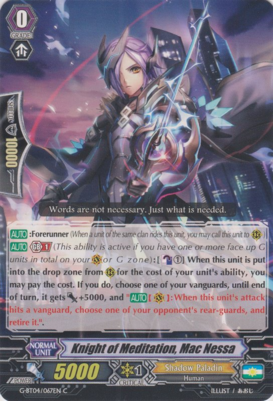 0
10000
Words are not necessary. Just what is needed.
AUTO :Forerunner (When a unit of the same clan rides this unit, you may call this unit to
AUTO (This ability is active if you have one or more face up G
units in total on your or G zone):[ ] When this unit is put
into the drop zone from for the cost of your unit's ability, you
may pay the cost. If you do, choose one of your vanguards, until end
of turn, it gets +5000, and "AUTO : When this unit's attack
hits a vanguard, choose one of your opponent's rear-guards, and
retire it.".
NORMAL
UNIT
Knight of Meditation, Mac Nessa
5000
1
CRITICAL
Shadow Paladin
Human
G-BT04/067EN C